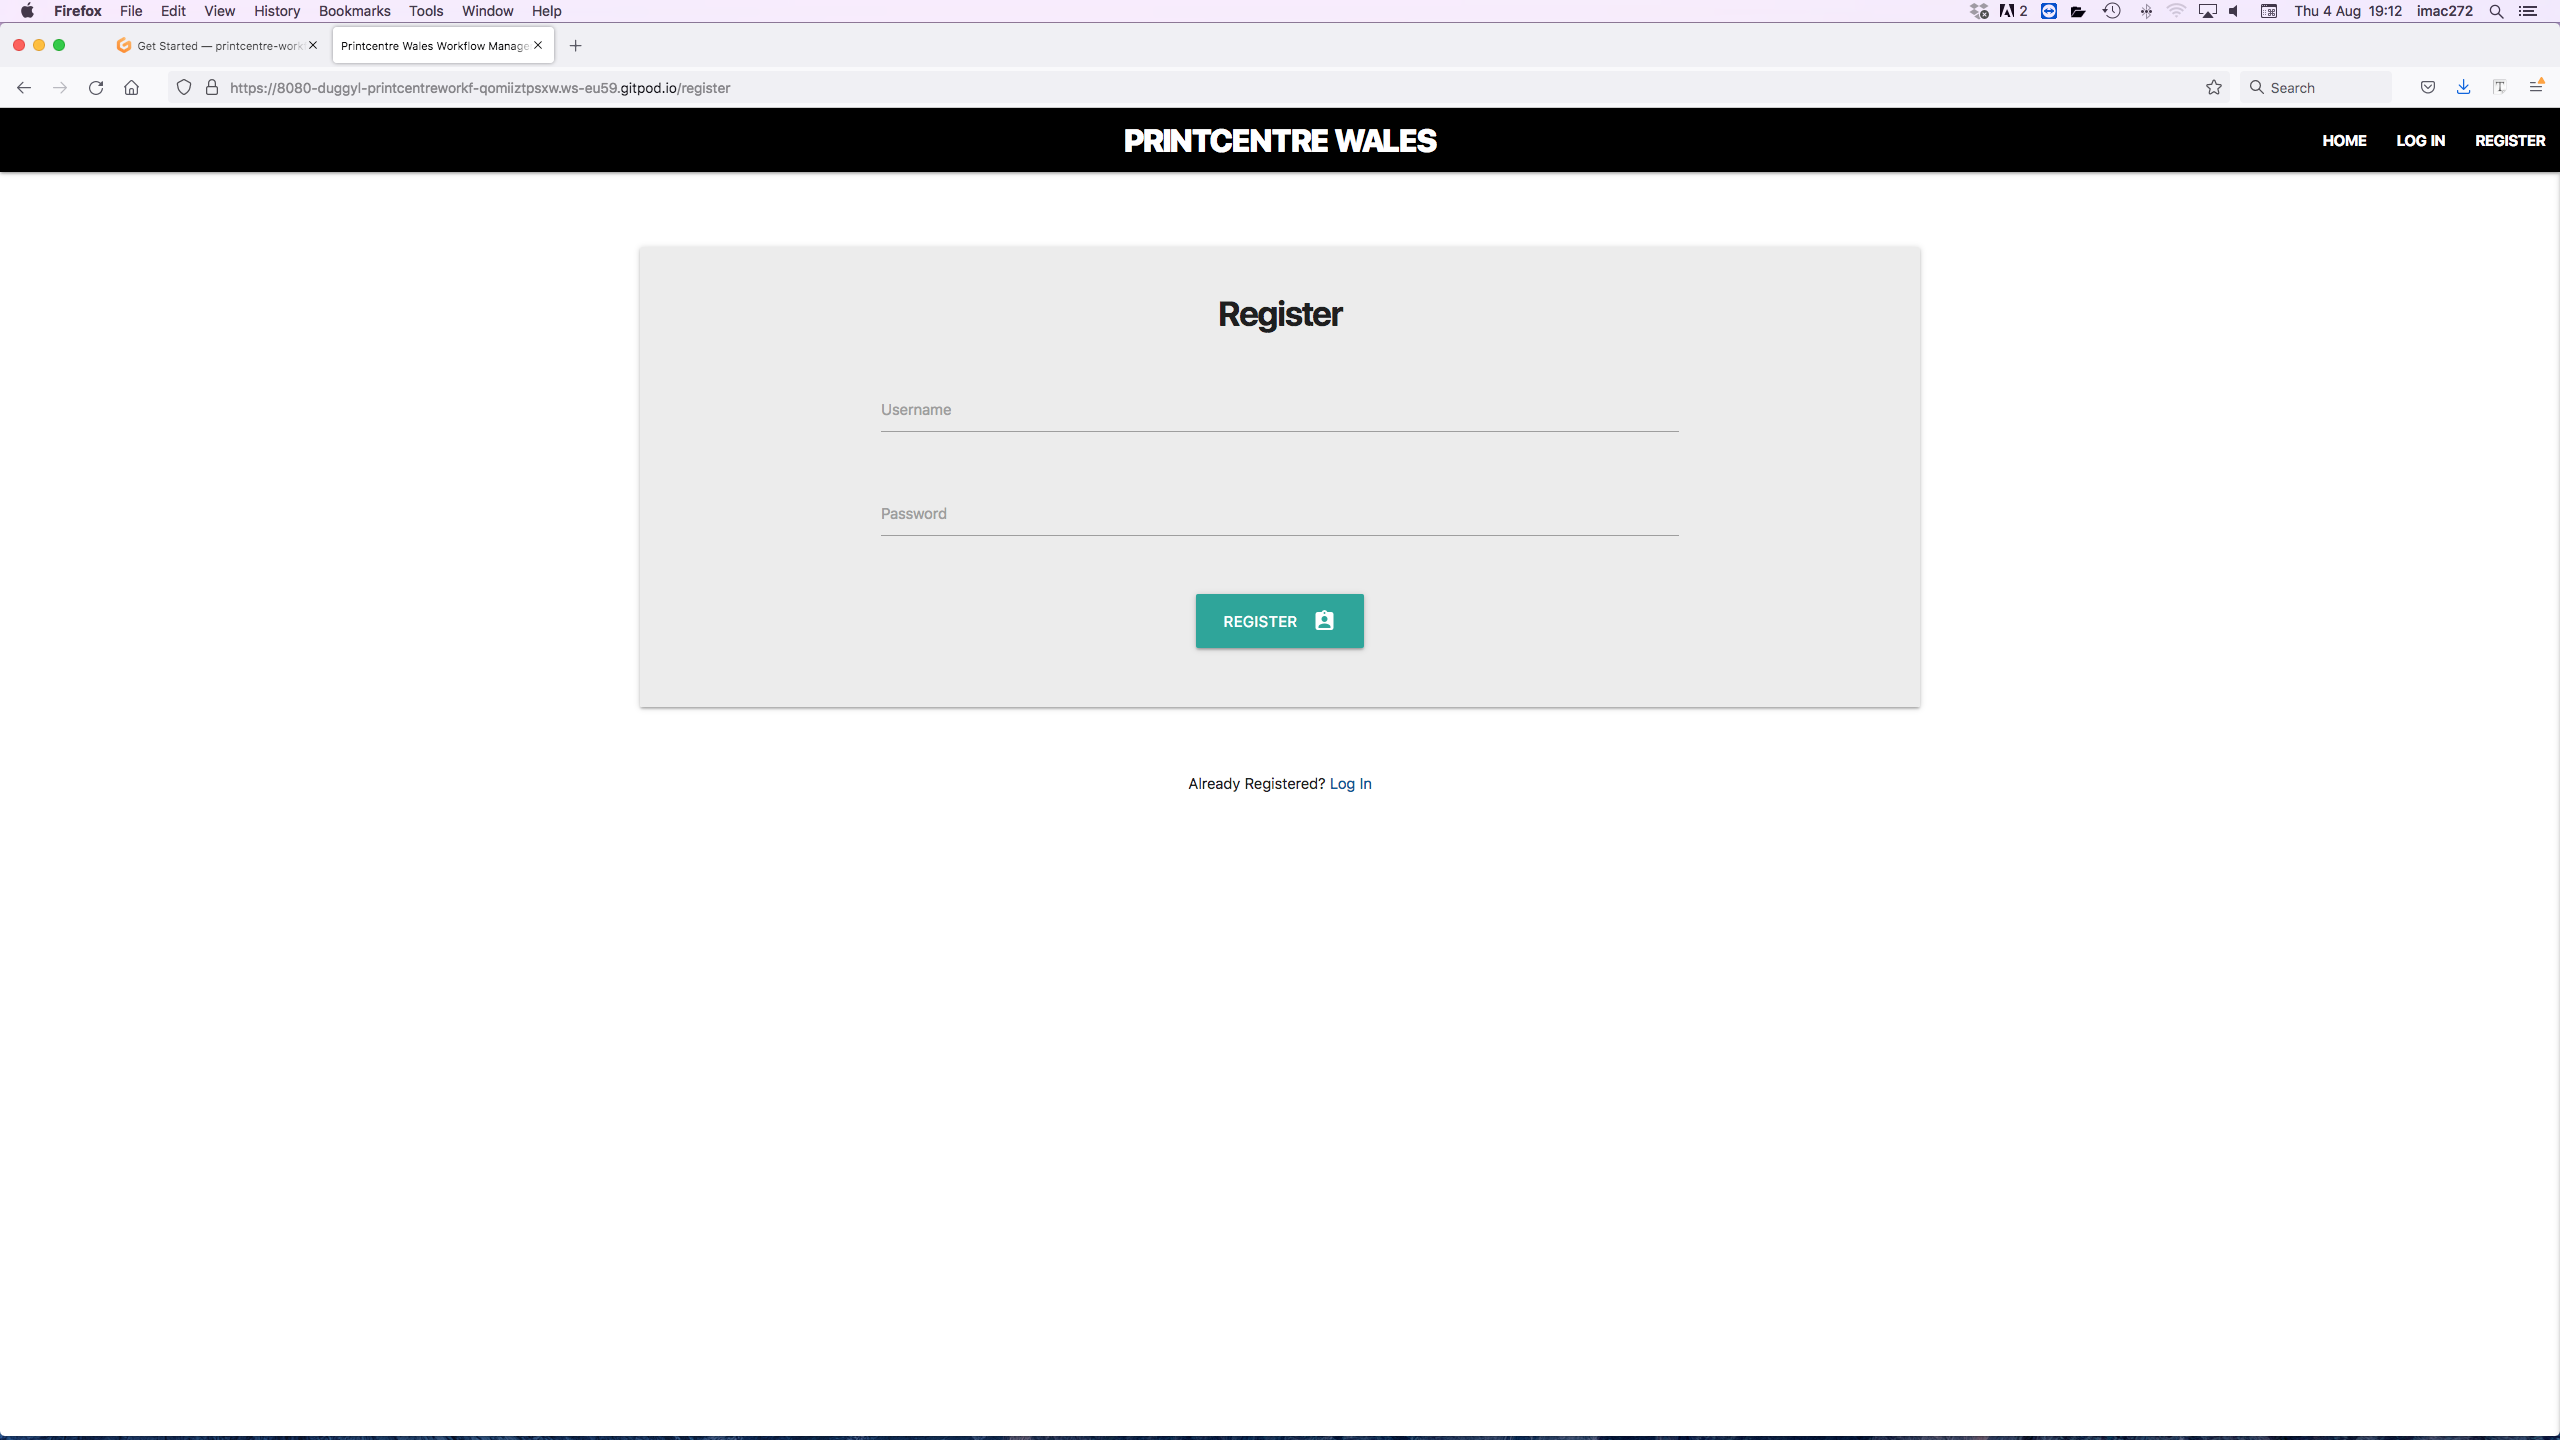 Firefox File Edit View History Bookmarks Tools Window Help 2 Thu 4 Aug 19:12 imac272
Get Started — printcentre-work Printcentre Wales Workflow Manage
https://8080-duggyl-printcentreworkf-qomiiztpsxw.ws-eu59.gitpod.io/register Search
PRINTCENTRE WALES HOME LOG IN REGISTER
Register
Username
Password
REGISTER
Already Registered? Log In